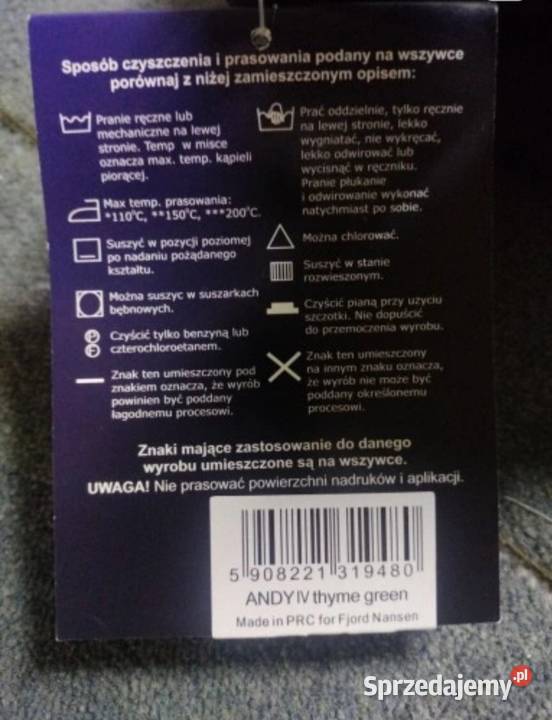 Sposób czyszczenia i prasowania podany na wszywce
porównaj z niżej zamieszczonym opisem:
Pranie ręczne lub
mechaniczne na lewej
stronie. Temp w misce
oznacza max. temp. kąpieli
piorącej.
Max temp. prasowania:
*110°C, **150°C, ***200°C.
Suszyć w pozycji poziomej
po nadaniu pożądanego
kształtu.
Można suszyc w suszarkach
bębnowych.
P
F
Czyścić tylko benzyną lub
czterochloroetanem.
Znak ten umieszczony pod
znakiem oznacza, że wyrób
powinien być poddany
łagodnemu procesowi.
Prać oddzielnie, tylko ręcznie
na lewej stronie, lekko
wygniatać, nie wykręcać,
lekko odwirować lub
wycisnąć w ręczniku.
Pranie płukanie
i odwirowanie wykonać
natychmiast po sobie.
Można chlorować.
Suszyć w stanie
rozwieszonym.
Czyścić pianą przy użyciu
szczotki. Nie dopuścić
do przemoczenia wyrobu.
Znak ten umieszczony
na innym znaku oznacza,
że wyrób nie może być
poddany określonemu
procesowi.
Znaki mające zastosowanie do danego
wyrobu umieszczone są na wszywce.
UWAGA! Nie prasować powierzchni nadruków i aplikacji.
5 908221 319480
ANDY IV thyme green
Made in PRC for Fjord Nansen
Sprzedajemy.pl